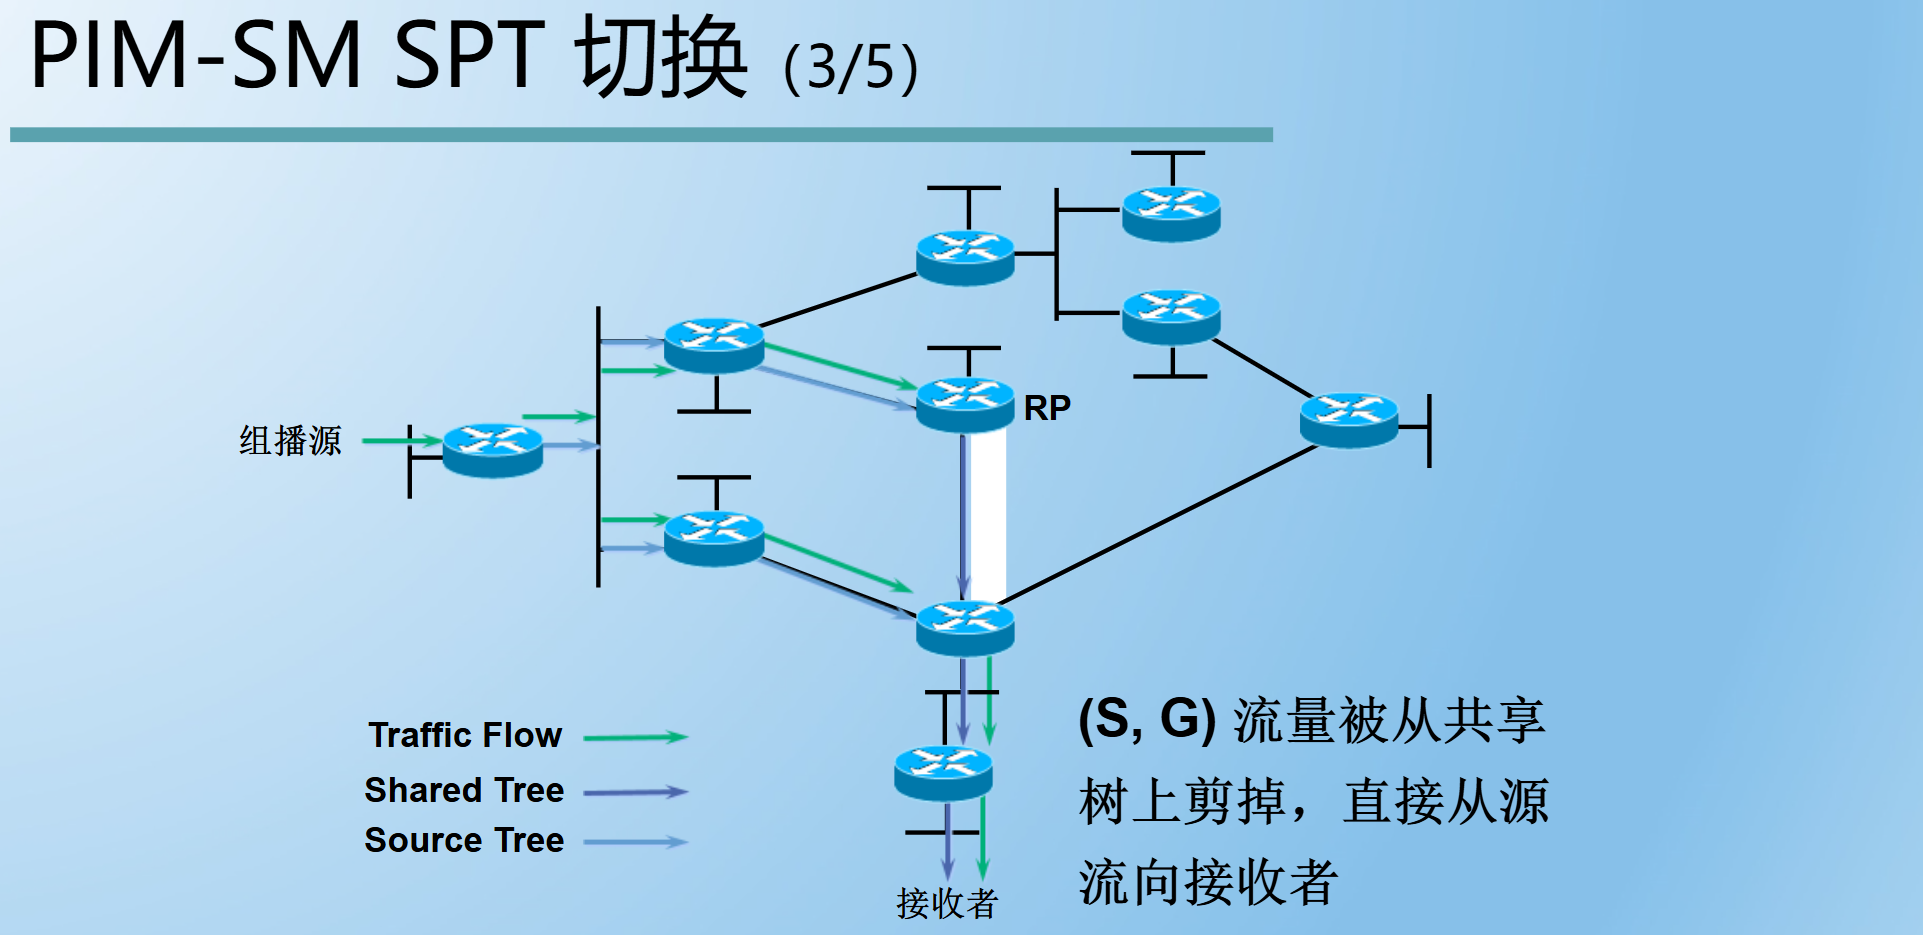 PIM-SM SPT 切换 (3/5)
RP
组播源
Traffic Flow
Shared Tree
Source Tree
接收者
(S, G) 流量被从共享
树上剪掉，直接从源
流向接收者